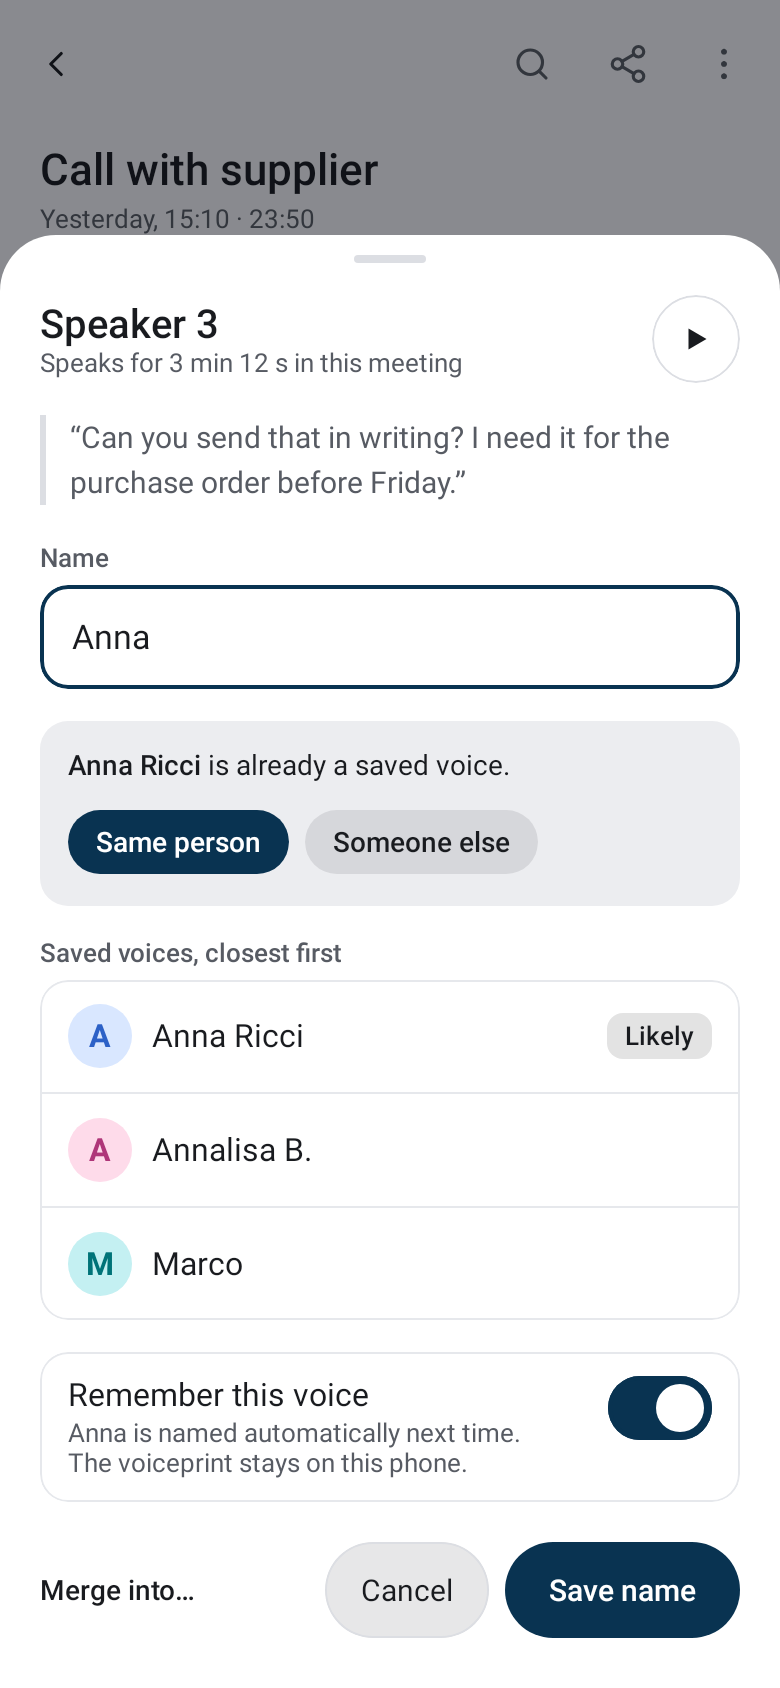 Call with supplier
Yesterday, 15:10 · 23:50
Speaker 3
Speaks for 3 min 12 s in this meeting
“Can you send that in writing? I need it for the
purchase order before Friday.”
Name
Anna
Anna Ricci is already a saved voice.
Same person
Someone else
Saved voices, closest first
A
Anna Ricci
Likely
A
Annalisa B.
M
Marco
Remember this voice
Anna is named automatically next time.
The voiceprint stays on this phone.
Merge into…
Cancel
Save name